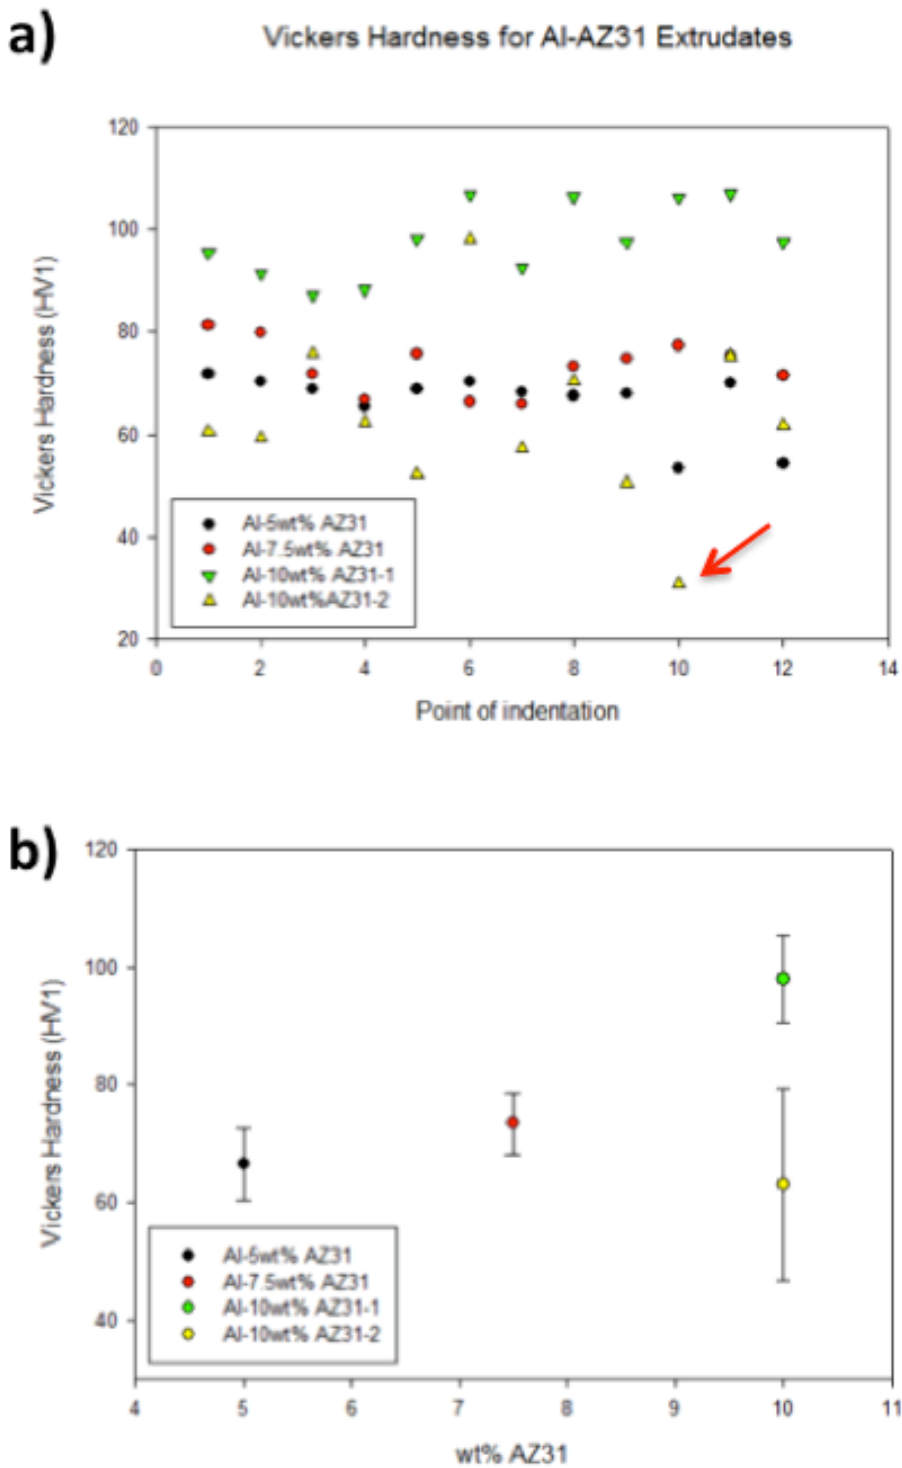 a)
Vickers Hardness for Al-AZ31 Extrudates
120
100
80
60
40
20
Vickers Hardness (HV1)
Al-5wt% AZ31
Al-7.5wt% AZ31
Al-10wt% AZ31-1
Al-10wt%AZ31-2
0 2 4 6 8 10 12 14
Point of indentation
b)
120
100
80
60
40
Vickers Hardness (HV1)
Al-5wt% AZ31
Al-7.5wt% AZ31
Al-10wt% AZ31-1
Al-10wt% AZ31-2
4 5 6 7 8 9 10 11
wt% AZ31